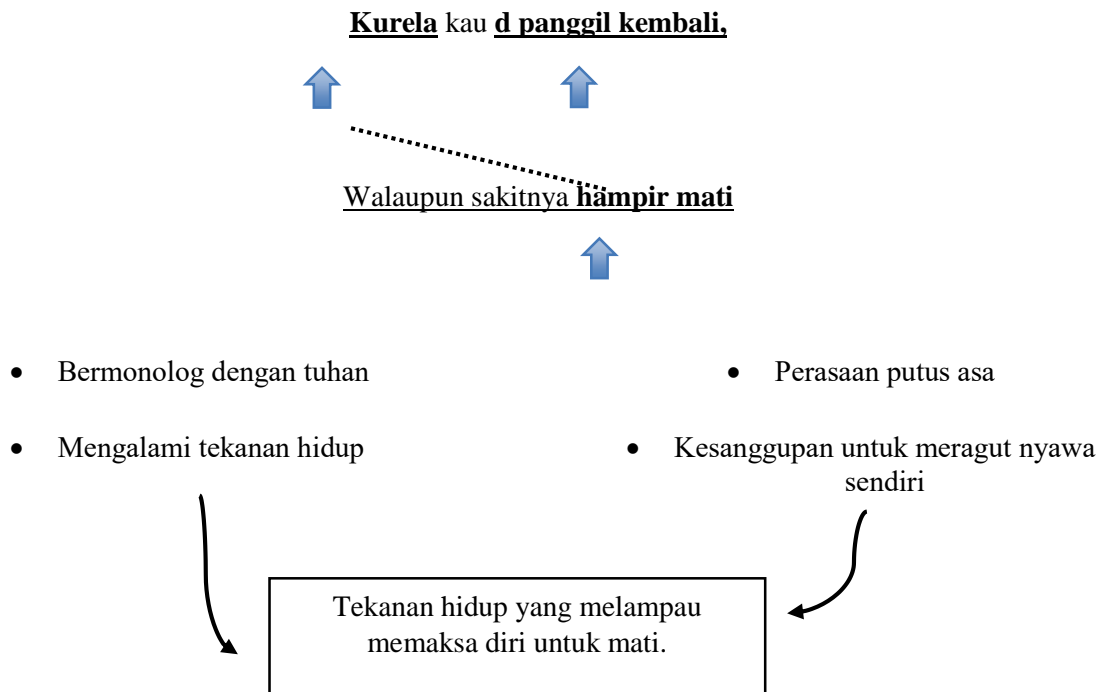 Kurela kau d panggil kembali,
Walaupun sakitnya hampir mati
• Bermonolog dengan tuhan
• Mengalami tekanan hidup
• Perasaan putus asa
• Kesanggupan untuk meragut nyawa
sendiri
Tekanan hidup yang melampau
memaksa diri untuk mati.